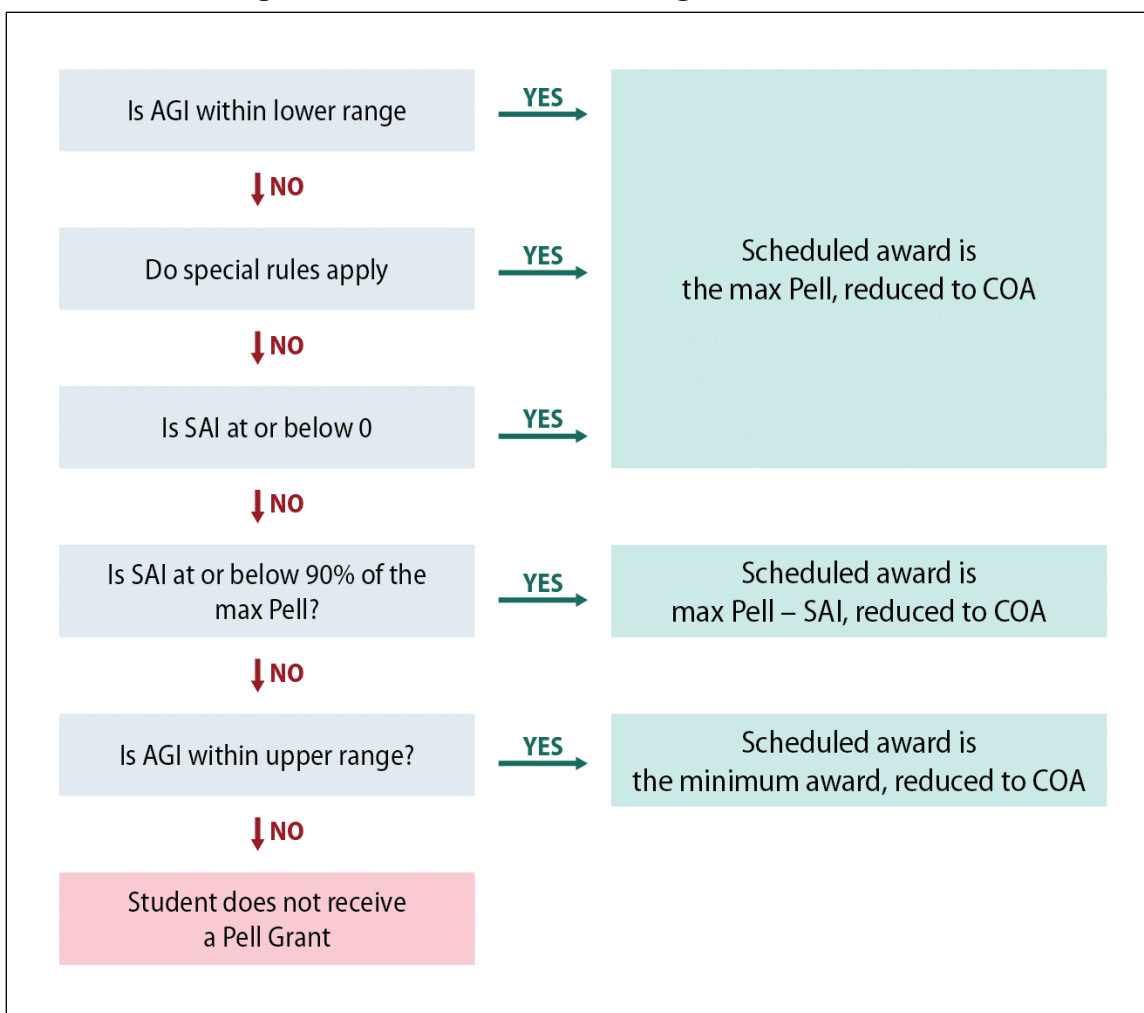 Is AGI within lower range
YES
NO
Do special rules apply
YES
Scheduled award is
the max Pell, reduced to COA
NO
Is SAI at or below 0
YES
NO
Is SAI at or below 90% of the
max Pell?
YES
Scheduled award is
max Pell – SAI, reduced to COA
NO
Is AGI within upper range?
YES
Scheduled award is
the minimum award, reduced to COA
NO
Student does not receive
a Pell Grant